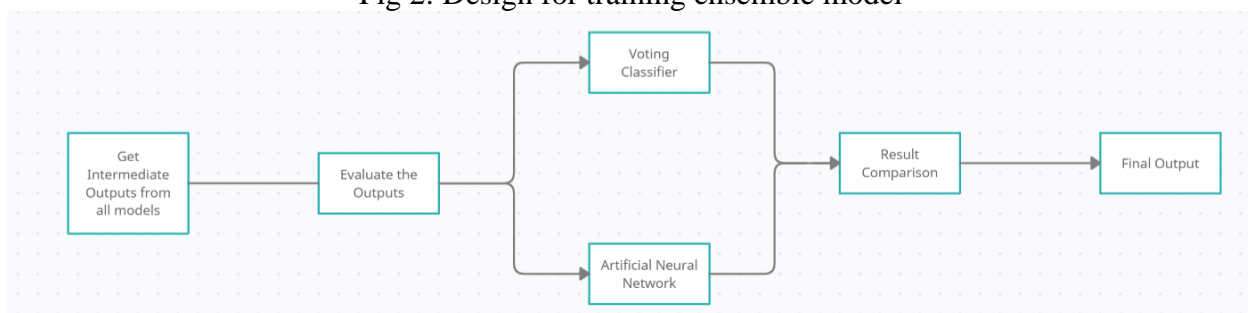 Fig 2: Design for training ensemble model
Get
Intermediate
Outputs from
all models
Evaluate the
Outputs
Voting
Classifier
Artificial Neural
Network
Result
Comparison
Final Output